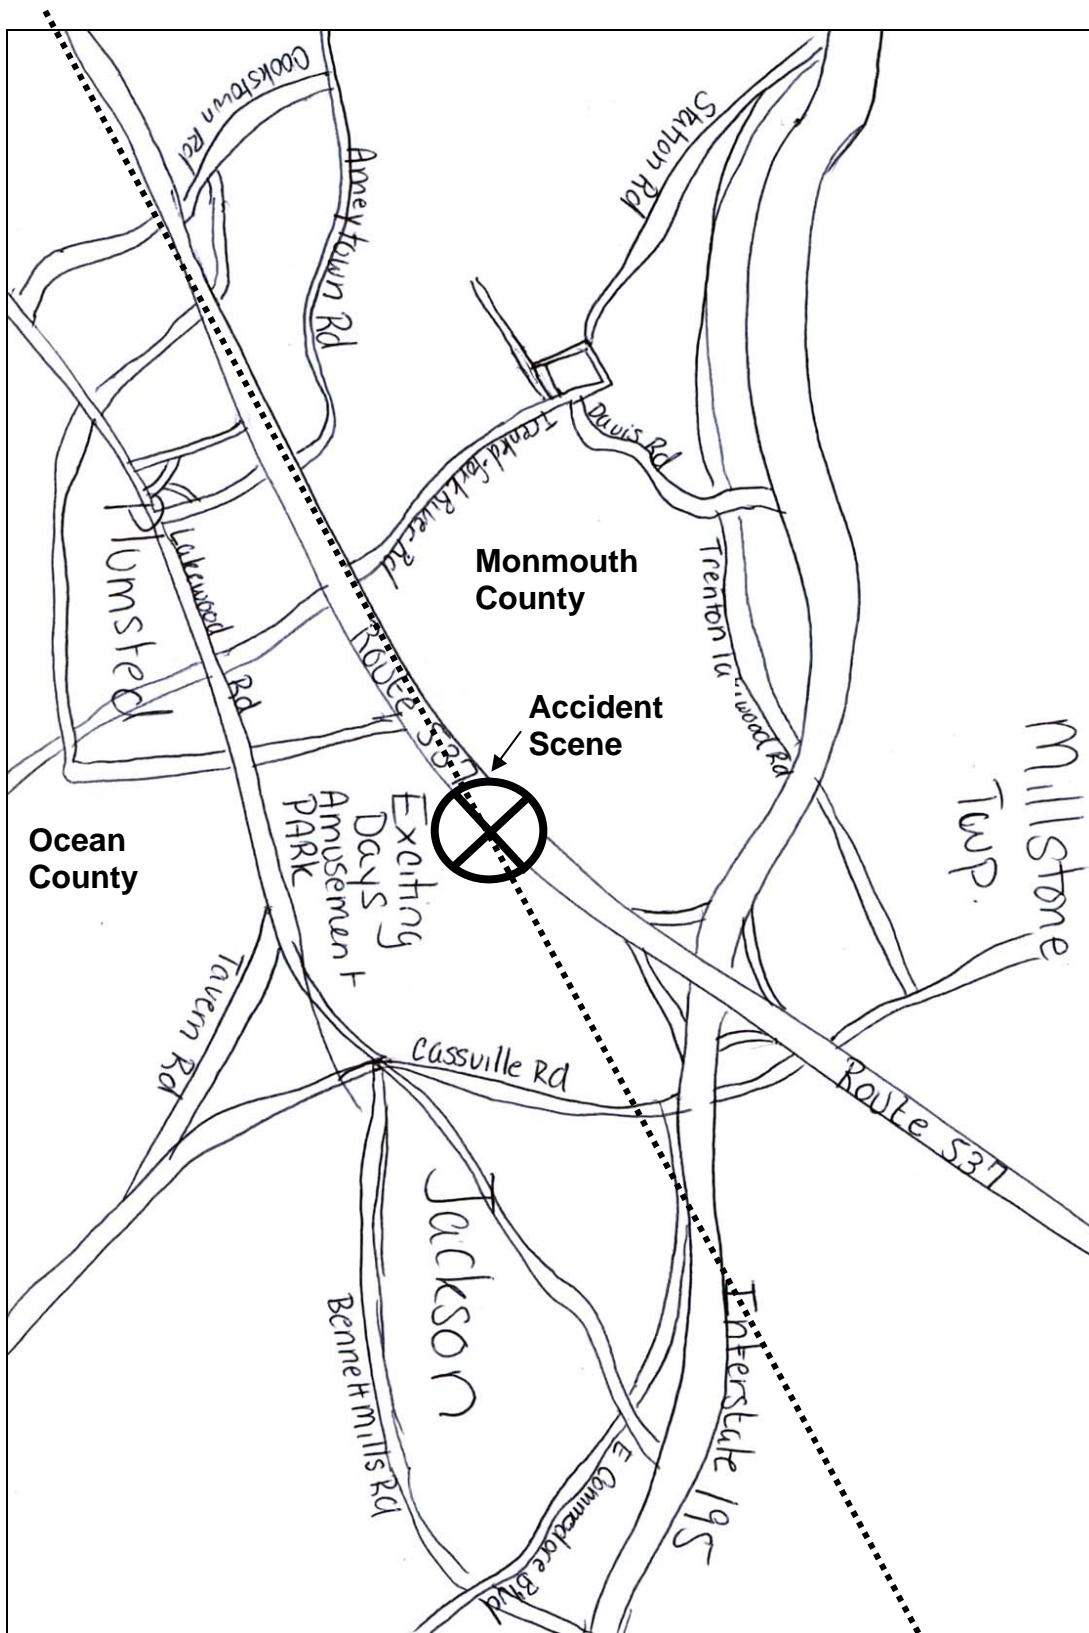 Cookstown Rd
Ameytown Rd
Station Rd
Davis Rd
Monmouth
County
Route 537
Lakewood
Rd
Plumsted
Accident
Scene
Millstone
Twp.
Exciting
Days
Amusement
PARK
Ocean
County
Tavern Rd
Cassville Rd
Route 537
Jackson
Bennett Mills Rd
Interstate 195
E Commodore Blvd